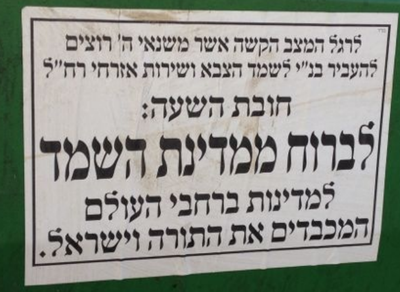 בס״ד
לרגל המצב הקשה אשר משנאי ה' רוצים
להעביר בנ"י לשמד הצבא ושירות אזרחי רח"ל
חובת השעה:
לברוח ממדינת השמד
למדינות ברחבי העולם
המכבדים את התורה וישראל.